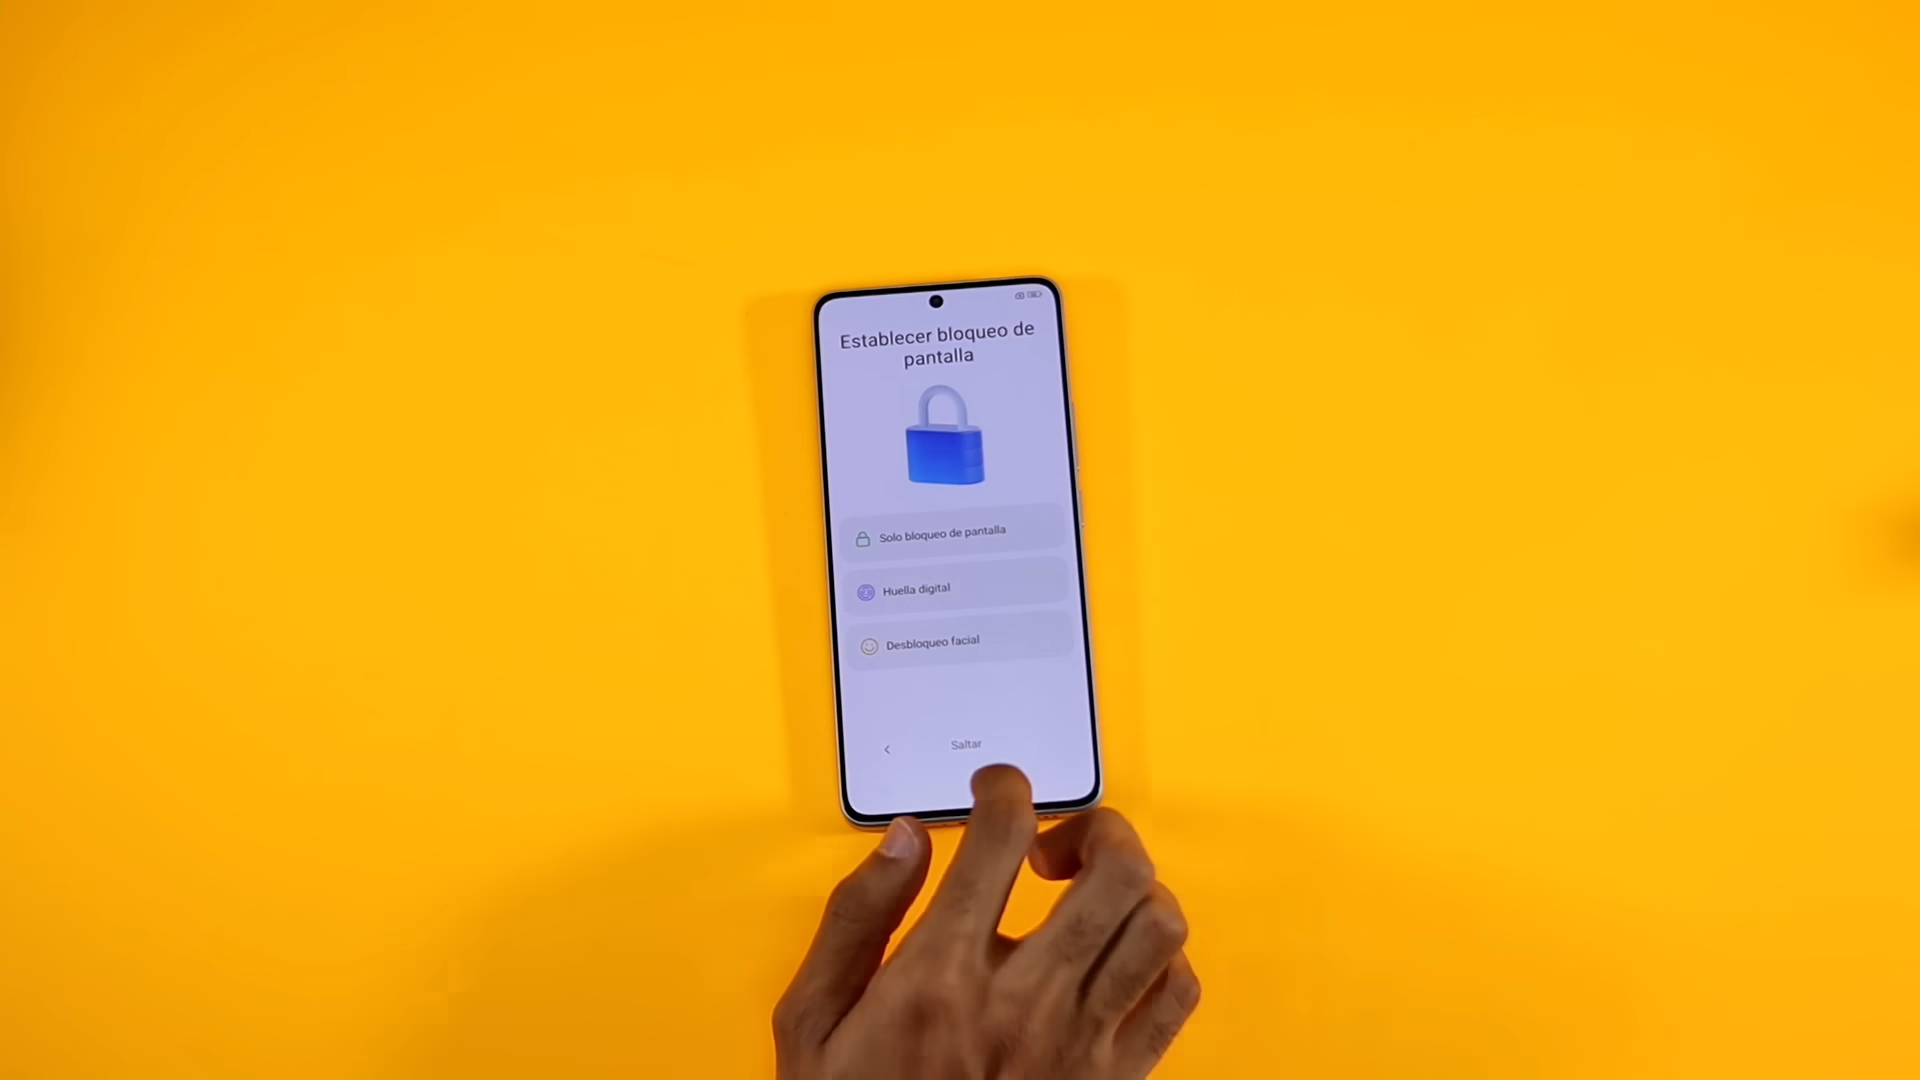 Establecer bloqueo de
pantalla
Solo bloqueo de pantalla
Huella digital
Desbloqueo facial
Saltar